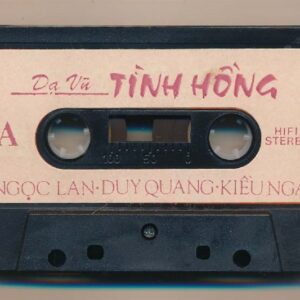 Dạ Vũ TÌNH HỒNG
A
HIFI
STEREO
100 50 0
NGỌC LAN • DUY QUANG • KIỀU NGA